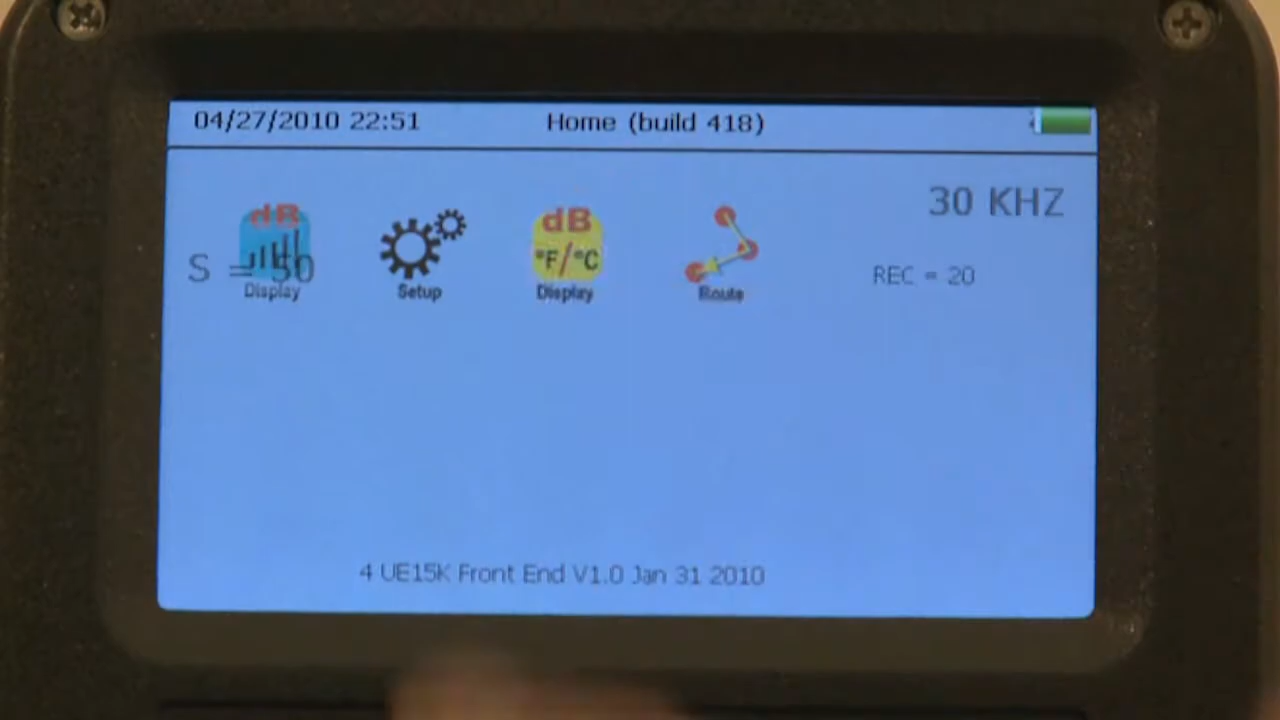 04/27/2010 22:51 Home (build 418)
30 KHZ
dB dB
°F/°C
S = 50 REC = 20
Display Setup Display Route
4 UE15K Front End V1.0 Jan 31 2010